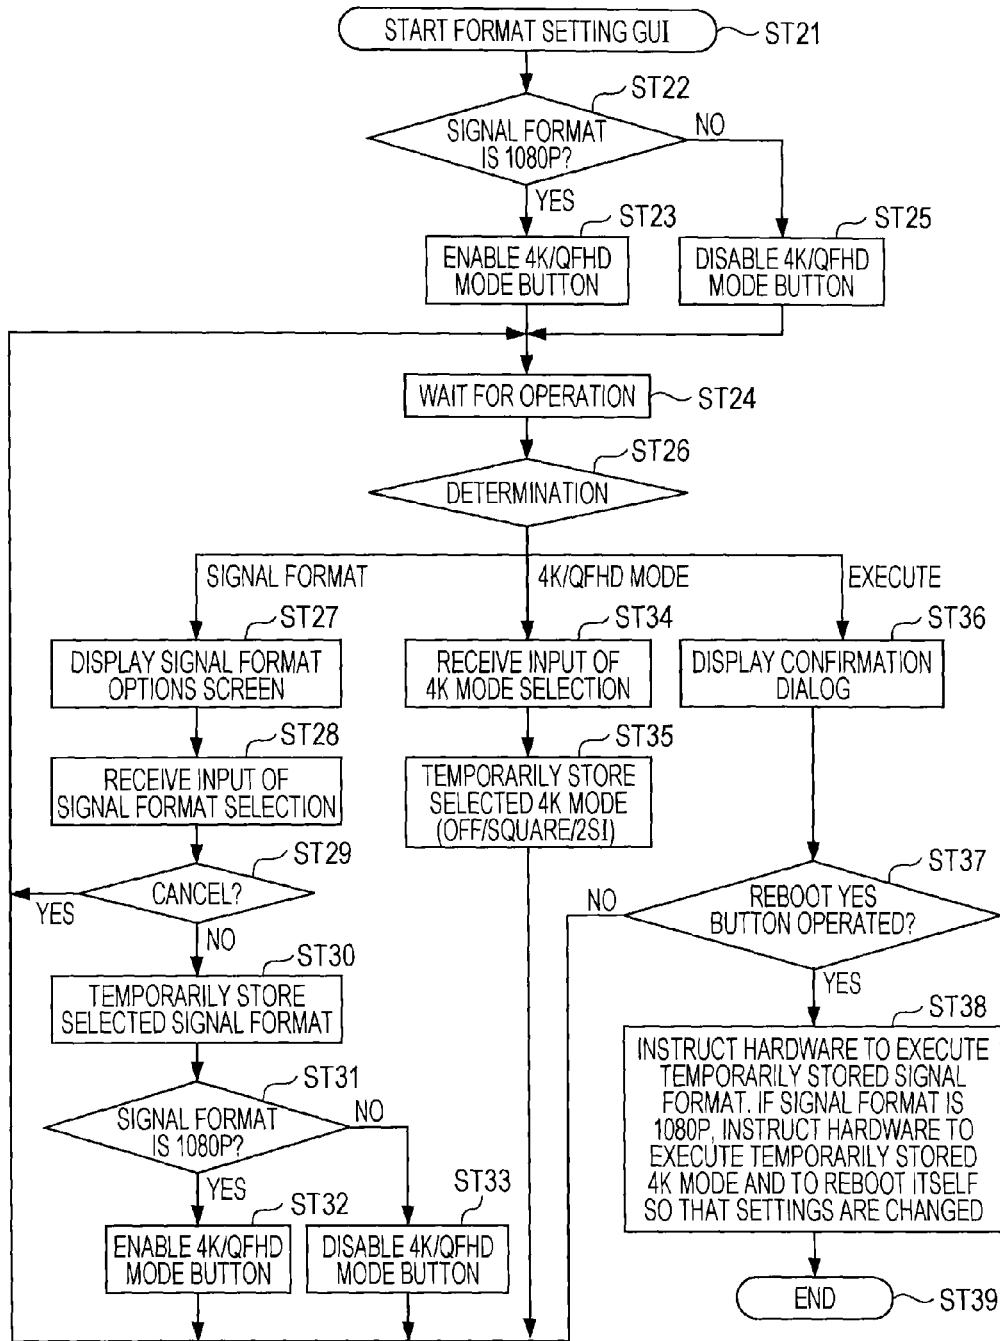 START FORMAT SETTING GUI
ST21
ST22
SIGNAL FORMAT
IS 1080P?
NO
YES
ST23
ENABLE 4K/QFHD
MODE BUTTON
ST25
DISABLE 4K/QFHD
MODE BUTTON
WAIT FOR OPERATION
ST24
ST26
DETERMINATION
SIGNAL FORMAT
4K/QFHD MODE
EXECUTE
ST27
DISPLAY SIGNAL FORMAT
OPTIONS SCREEN
ST34
RECEIVE INPUT OF
4K MODE SELECTION
ST36
DISPLAY CONFIRMATION
DIALOG
ST28
RECEIVE INPUT OF
SIGNAL FORMAT SELECTION
ST35
TEMPORARILY STORE
SELECTED 4K MODE
(OFF/SQUARE/2SI)
ST29
CANCEL?
YES
NO
ST37
REBOOT YES
BUTTON OPERATED?
NO
YES
ST30
TEMPORARILY STORE
SELECTED SIGNAL FORMAT
ST38
INSTRUCT HARDWARE TO EXECUTE
TEMPORARILY STORED SIGNAL
FORMAT. IF SIGNAL FORMAT IS
1080P, INSTRUCT HARDWARE TO
EXECUTE TEMPORARILY STORED
4K MODE AND TO REBOOT ITSELF
SO THAT SETTINGS ARE CHANGED
ST31
SIGNAL FORMAT
IS 1080P?
NO
YES
ST32
ENABLE 4K/QFHD
MODE BUTTON
ST33
DISABLE 4K/QFHD
MODE BUTTON
END
ST39